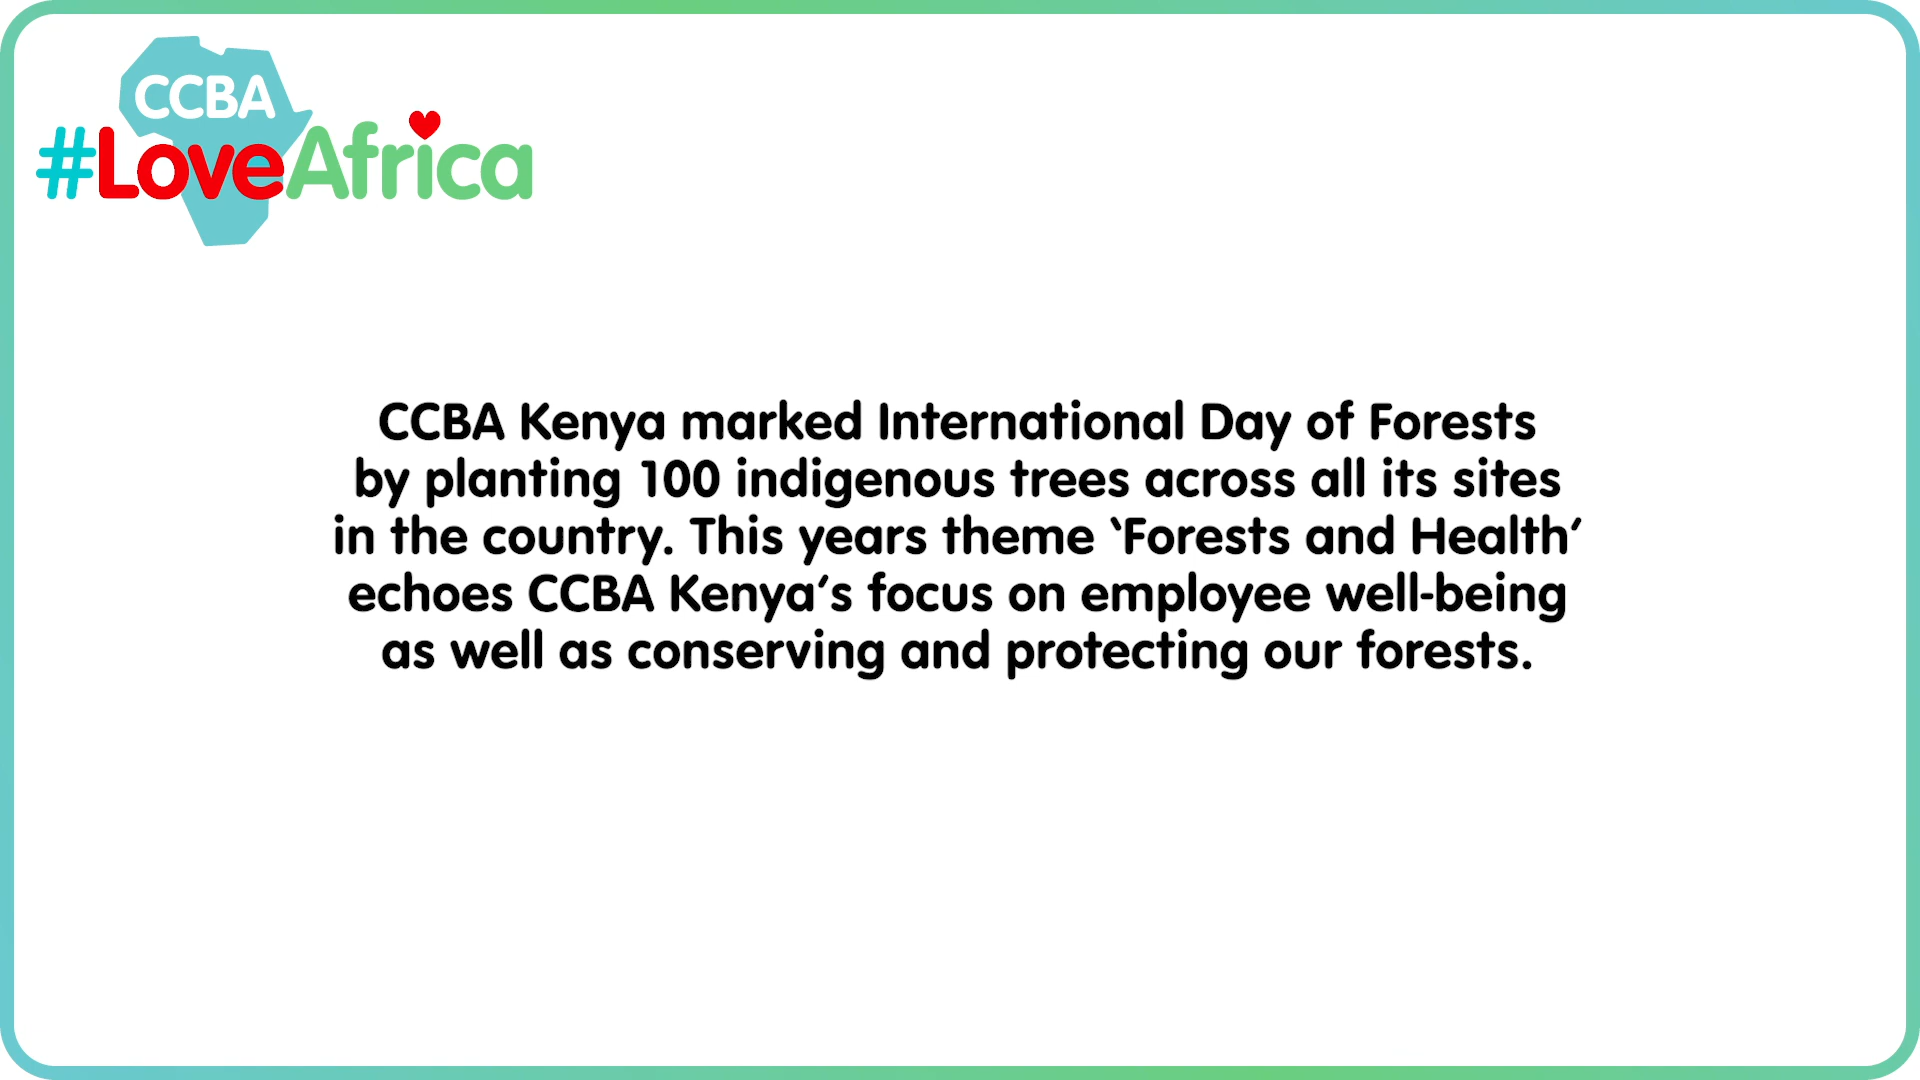 CCBA
#LoveAfrica
CCBA Kenya marked International Day of Forests
by planting 100 indigenous trees across all its sites
in the country. This years theme ‛Forests and Health’
echoes CCBA Kenya’s focus on employee well-being
as well as conserving and protecting our forests.